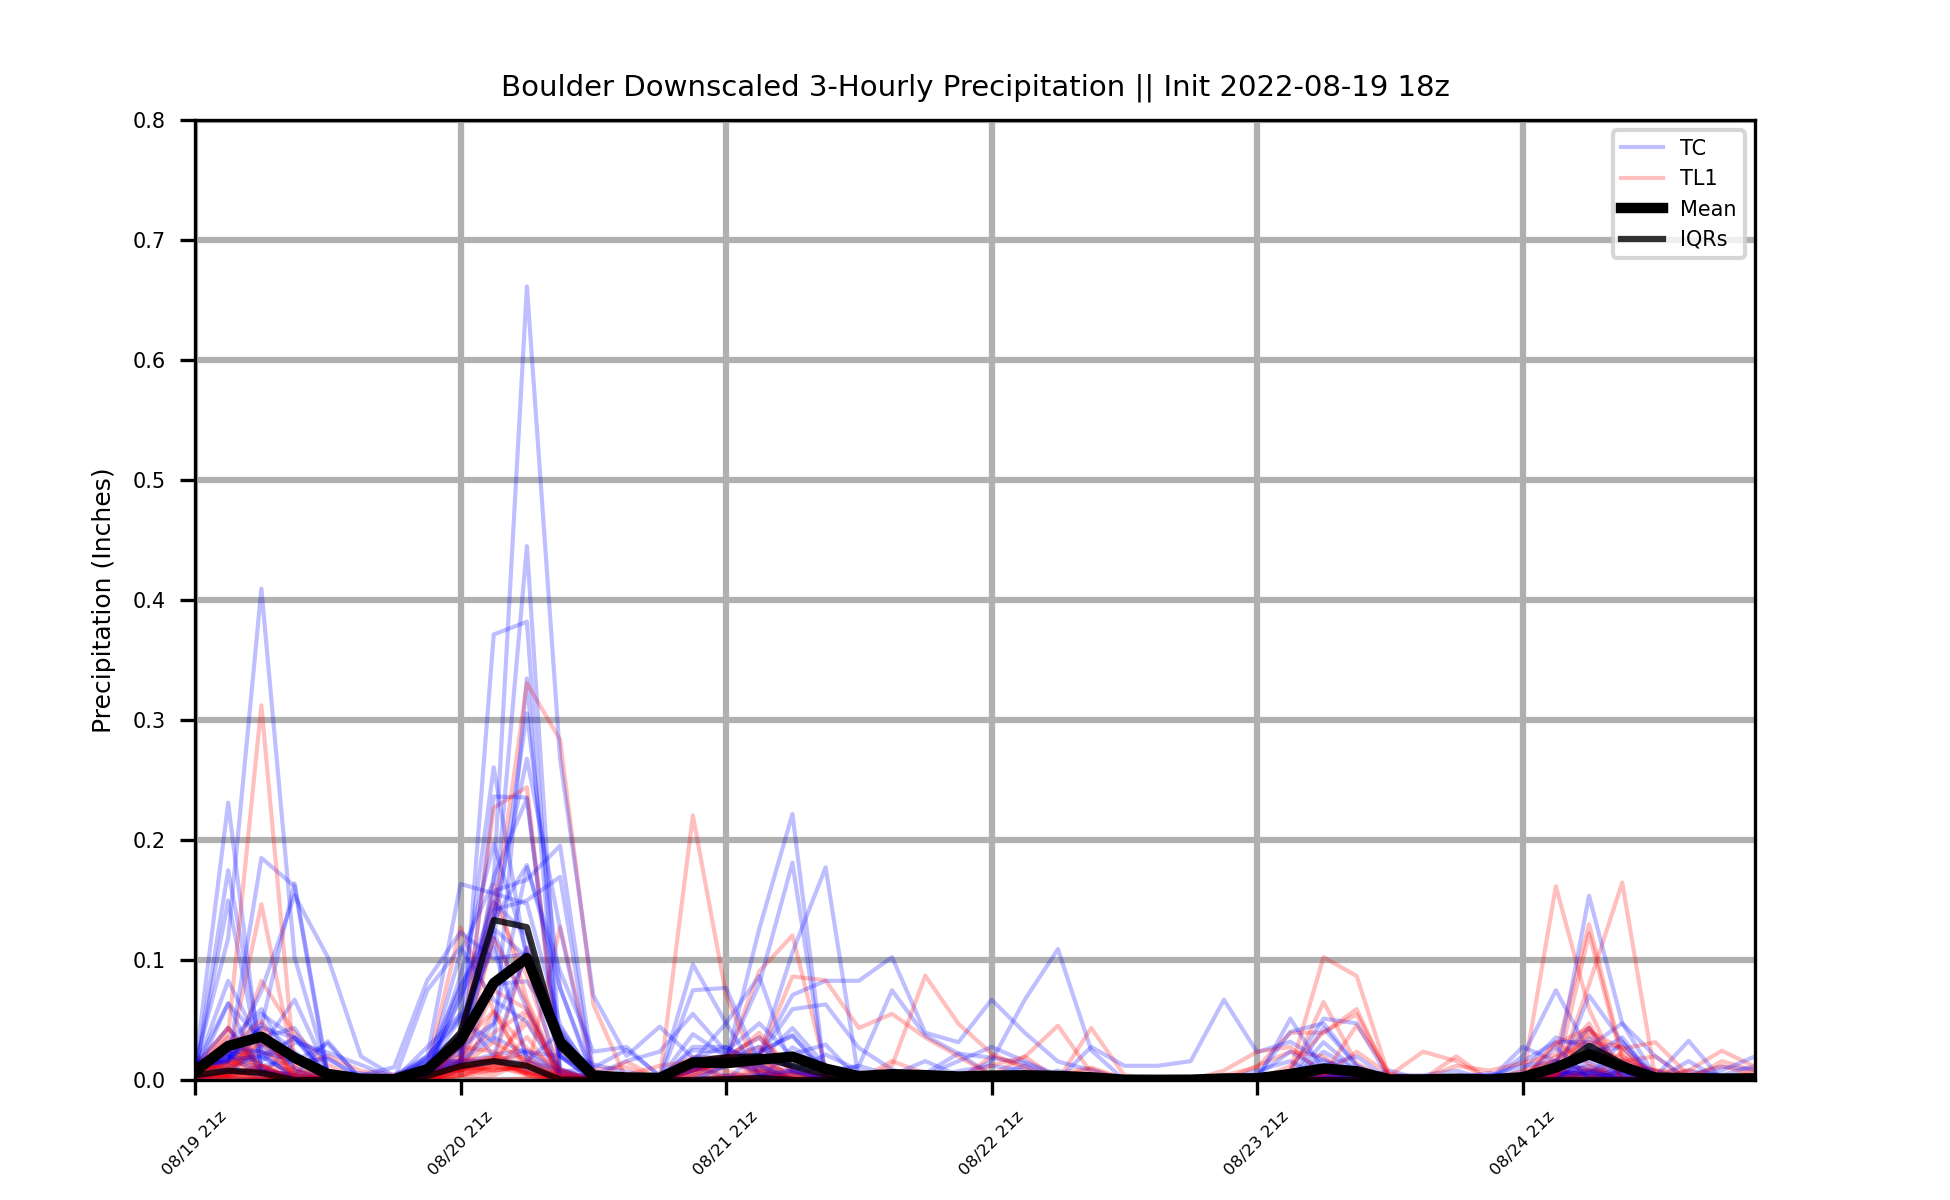 Boulder Downscaled 3-Hourly Precipitation || Init 2022-08-19 18z
TC
TL1
Mean
IQRs
Precipitation (Inches)
0.8
0.7
0.6
0.5
0.4
0.3
0.2
0.1
0.0
08/19 21z
08/20 21z
08/21 21z
08/22 21z
08/23 21z
08/24 21z